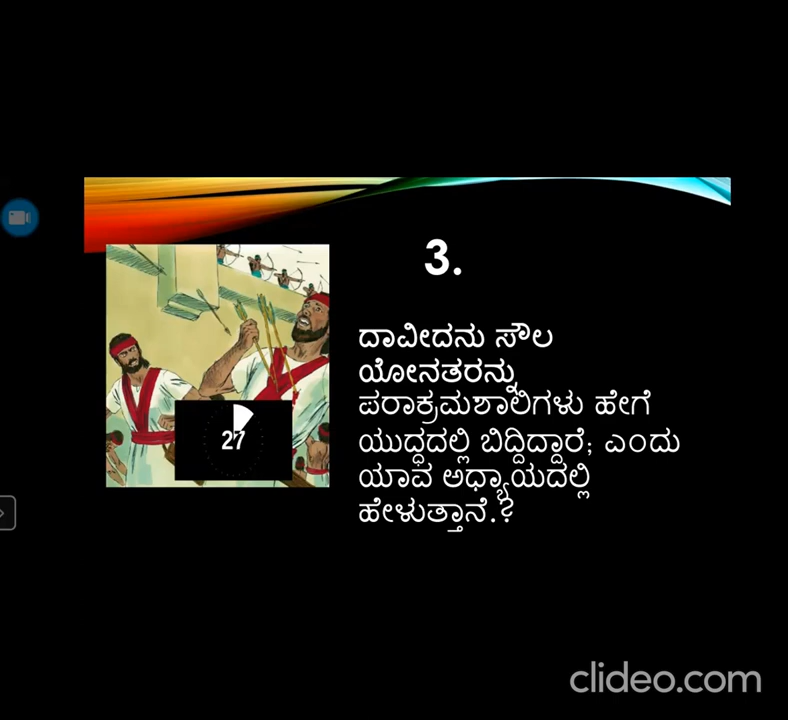 3.
ದಾವೀದನು ಸೌಲ
ಯೋನತರನ್ನು
ಪರಾಕ್ರಮಶಾಲಿಗಳು ಹೇಗೆ
ಯುದ್ಧದಲ್ಲಿ ಬಿದ್ದಿದ್ದಾರೆ; ಎಂದು
ಯಾವ ಅಧ್ಯಾಯದಲ್ಲಿ
ಹೇಳುತ್ತಾನೆ.?
27
clideo.com